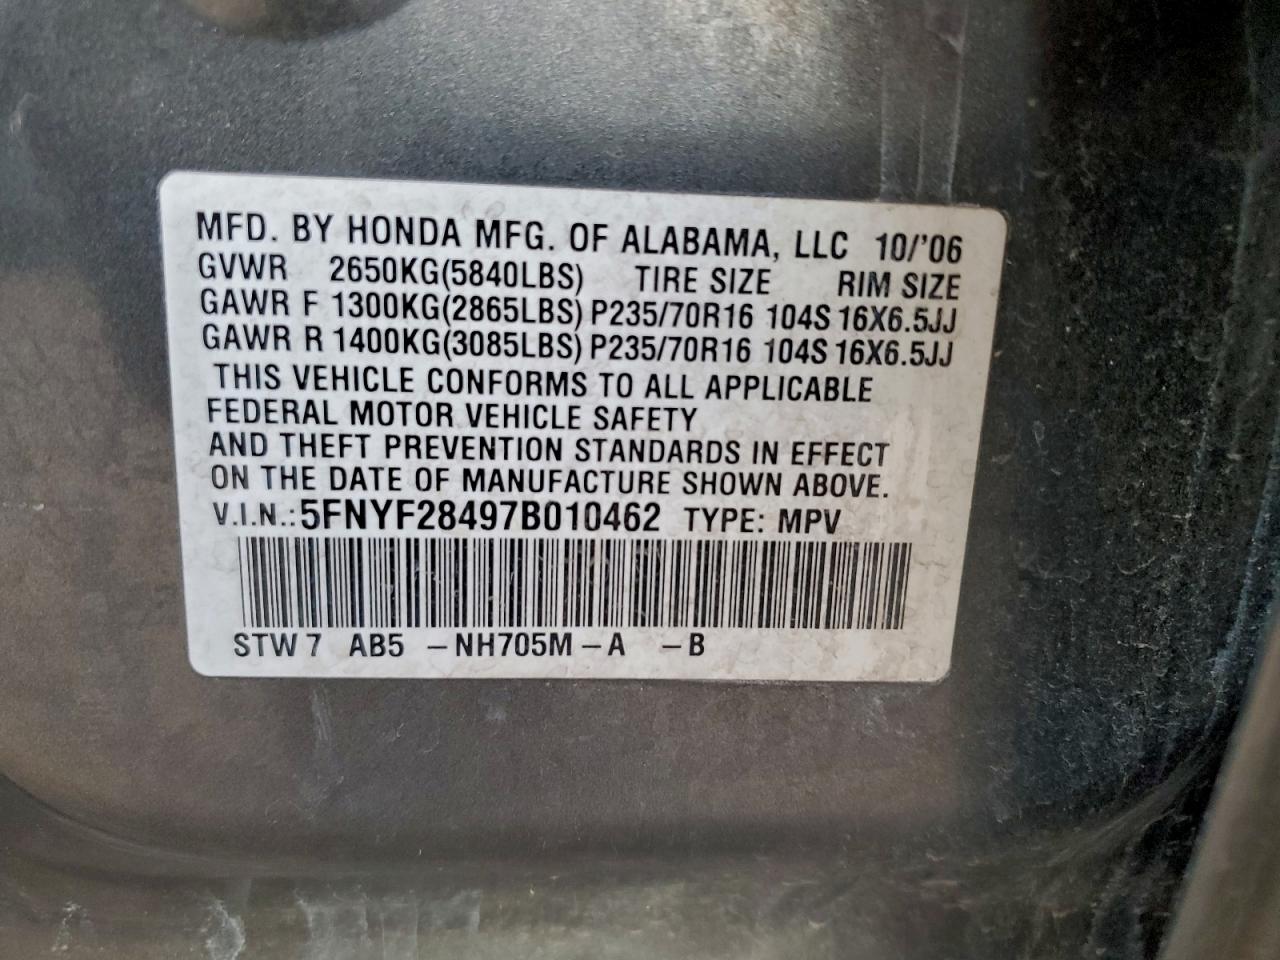 MFD. BY HONDA MFG. OF ALABAMA, LLC 10/'06
GVWR 2650KG(5840LBS) TIRE SIZE RIM SIZE
GAWR F 1300KG(2865LBS) P235/70R16 104S 16X6.5JJ
GAWR R 1400KG(3085LBS) P235/70R16 104S 16X6.5JJ
THIS VEHICLE CONFORMS TO ALL APPLICABLE
FEDERAL MOTOR VEHICLE SAFETY
AND THEFT PREVENTION STANDARDS IN EFFECT
ON THE DATE OF MANUFACTURE SHOWN ABOVE.
V.I.N.: 5FNYF28497B010462 TYPE: MPV
STW 7 AB5 -NH705M-A -B